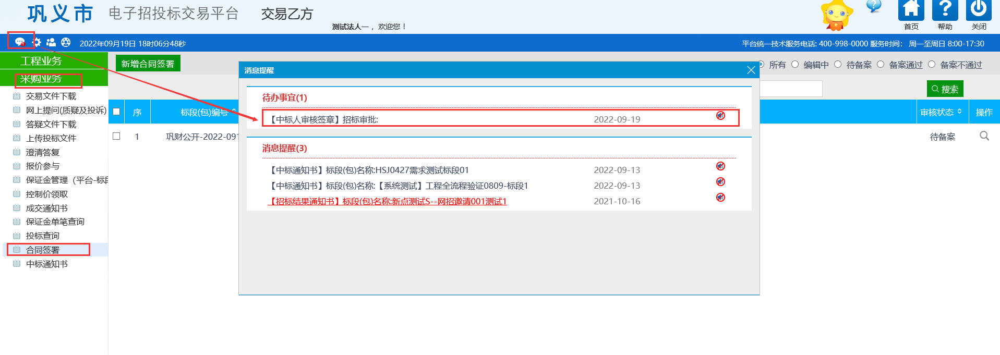 巩义市 电子招投标交易平台 交易乙方
测试法人一 ，欢迎您！
首页 帮助 关闭
2022年09月19日 18时06分48秒 平台统一技术服务电话: 400-998-0000 服务时间： 周一至周日 8:00-17:30
工程业务
采购业务
交易文件下载
网上提问(质疑及投诉)
答疑文件下载
上传投标文件
澄清答复
报价参与
保证金管理（平台-标段
控制价领取
成交通知书
保证金单笔查询
投标查询
合同签署
中标通知书
新增合同签署
所有 编辑中 待备案 备案通过 备案不通过
搜索
序 标段(包)编号 审核状态 操作
1 巩财公开-2022-091 待备案
消息提醒
待办事宜(1)
【中标人审核签章】招标审批: 2022-09-19
消息提醒(3)
【中标通知书】标段(包)名称:HSJ0427需求测试标段01 2022-09-13
【中标通知书】标段(包)名称:【系统测试】工程全流程验证0809-标段1 2022-09-13
【招标结果通知书】标段(包)名称:新点测试S--网招邀请001测试1 2021-10-16